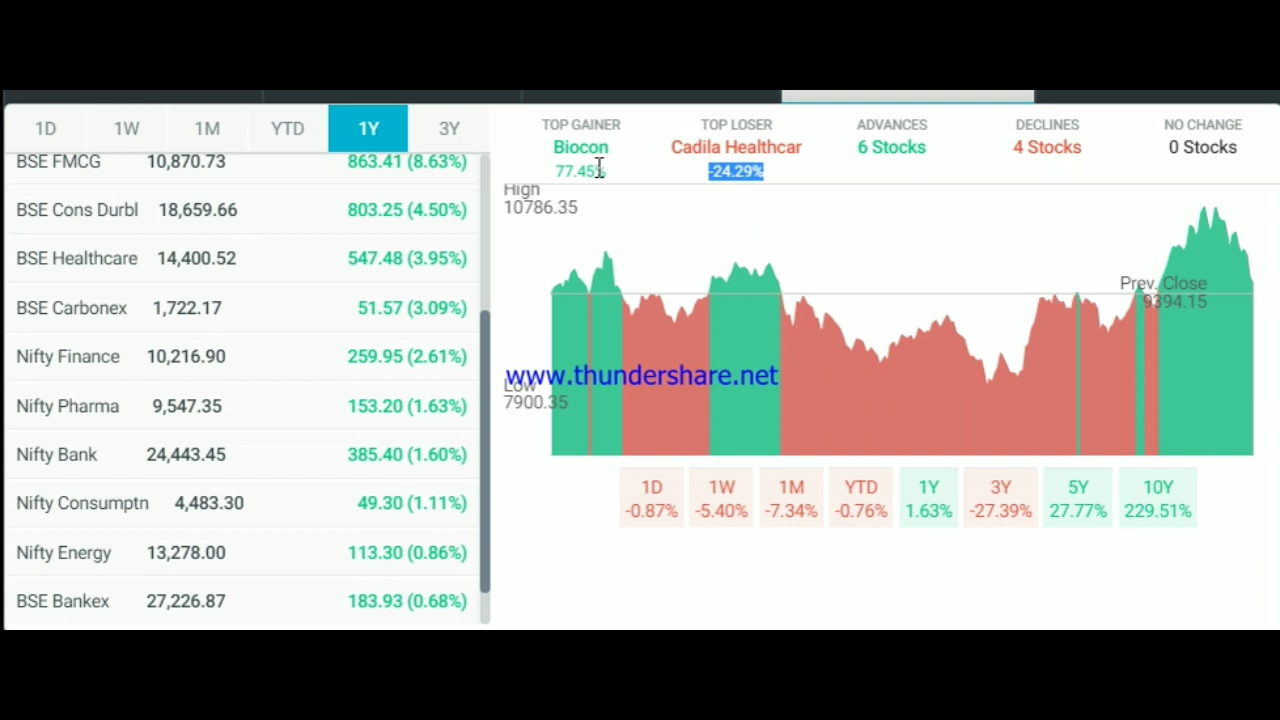 1D 1W 1M YTD 1Y 3Y
BSE FMCG 10,870.73 863.41 (8.63%)
BSE Cons Durbl 18,659.66 803.25 (4.50%)
BSE Healthcare 14,400.52 547.48 (3.95%)
BSE Carbonex 1,722.17 51.57 (3.09%)
Nifty Finance 10,216.90 259.95 (2.61%)
Nifty Pharma 9,547.35 153.20 (1.63%)
Nifty Bank 24,443.45 385.40 (1.60%)
Nifty Consumptn 4,483.30 49.30 (1.11%)
Nifty Energy 13,278.00 113.30 (0.86%)
BSE Bankex 27,226.87 183.93 (0.68%)
TOP GAINER TOP LOSER ADVANCES DECLINES NO CHANGE
Biocon Cadila Healthcar 6 Stocks 4 Stocks 0 Stocks
77.45% -24.29%
High
10786.35
Prev. Close
9394.15
www.thundershare.net
Low
7900.35
1D 1W 1M YTD 1Y 3Y 5Y 10Y
-0.87% -5.40% -7.34% -0.76% 1.63% -27.39% 27.77% 229.51%